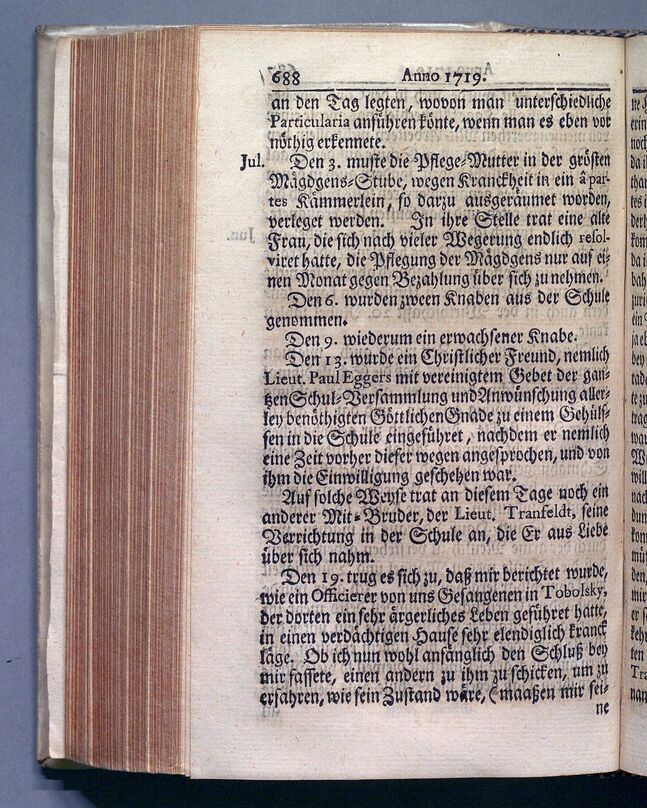 688 Anno 1719.
an den Tag legten, wovon man unterschiedliche
Particularia anführen könte, wenn man es eben vor
nöthig erkennete.
Jul. Den 3. muste die Pflege-Mutter in der grösten
Mägdgens-Stube, wegen Kranckheit in ein â par-
tes Kämmerlein, so darzu ausgeräumet worden,
verleget werden. In ihre Stelle trat eine alte
Frau, die sich nach vieler Wegerung endlich resol-
viret hatte, die Pflegung der Mägdgens nur auf ei-
nen Monat gegen Bezahlung über sich zu nehmen.
Den 6. wurden zween Knaben aus der Schule
genommen.
Den 9. wiederum ein erwachsener Knabe.
Den 13. wurde ein Christlicher Freund, nemlich
Lieut. Paul Eggers mit vereinigtem Gebet der gan-
tzen Schul-Versammlung und Anwünschung aller-
ley benöthigten Göttlichen Gnade zu einem Gehülf-
fen in die Schule eingeführet, nachdem er nemlich
eine Zeit vorher dieser wegen angesprochen, und von
ihm die Einwilligung geschehen war.
Auf solche Weyse trat an diesem Tage noch ein
anderer Mit-Bruder, der Lieut. Tranfeldt, seine
Verrichtung in der Schule an, die Er aus Liebe
über sich nahm.
Den 19. trug es sich zu, daß mir berichtet wurde,
wie ein Officierer von uns Gefangenen in Tobolsky,
der dorten ein sehr ärgerliches Leben geführet hatte,
in einen verdächtigen Hause sehr elendiglich kranck
läge. Ob ich nun wohl anfänglich den Schluß bey
mir fassete, einen andern zu ihm zu schicken, um zu
erfahren, wie sein Zustand wäre, (maaßen mir sei-
ne